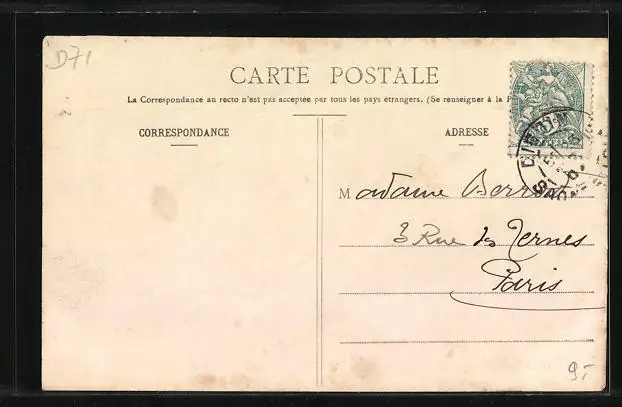 D71
CARTE POSTALE
La Correspondance au recto n'est pas acceptée par tous les pays étrangers. (Se renseigner à la P
CORRESPONDANCE
ADRESSE
Madame
3 Rue des Ternes
Paris
9.-